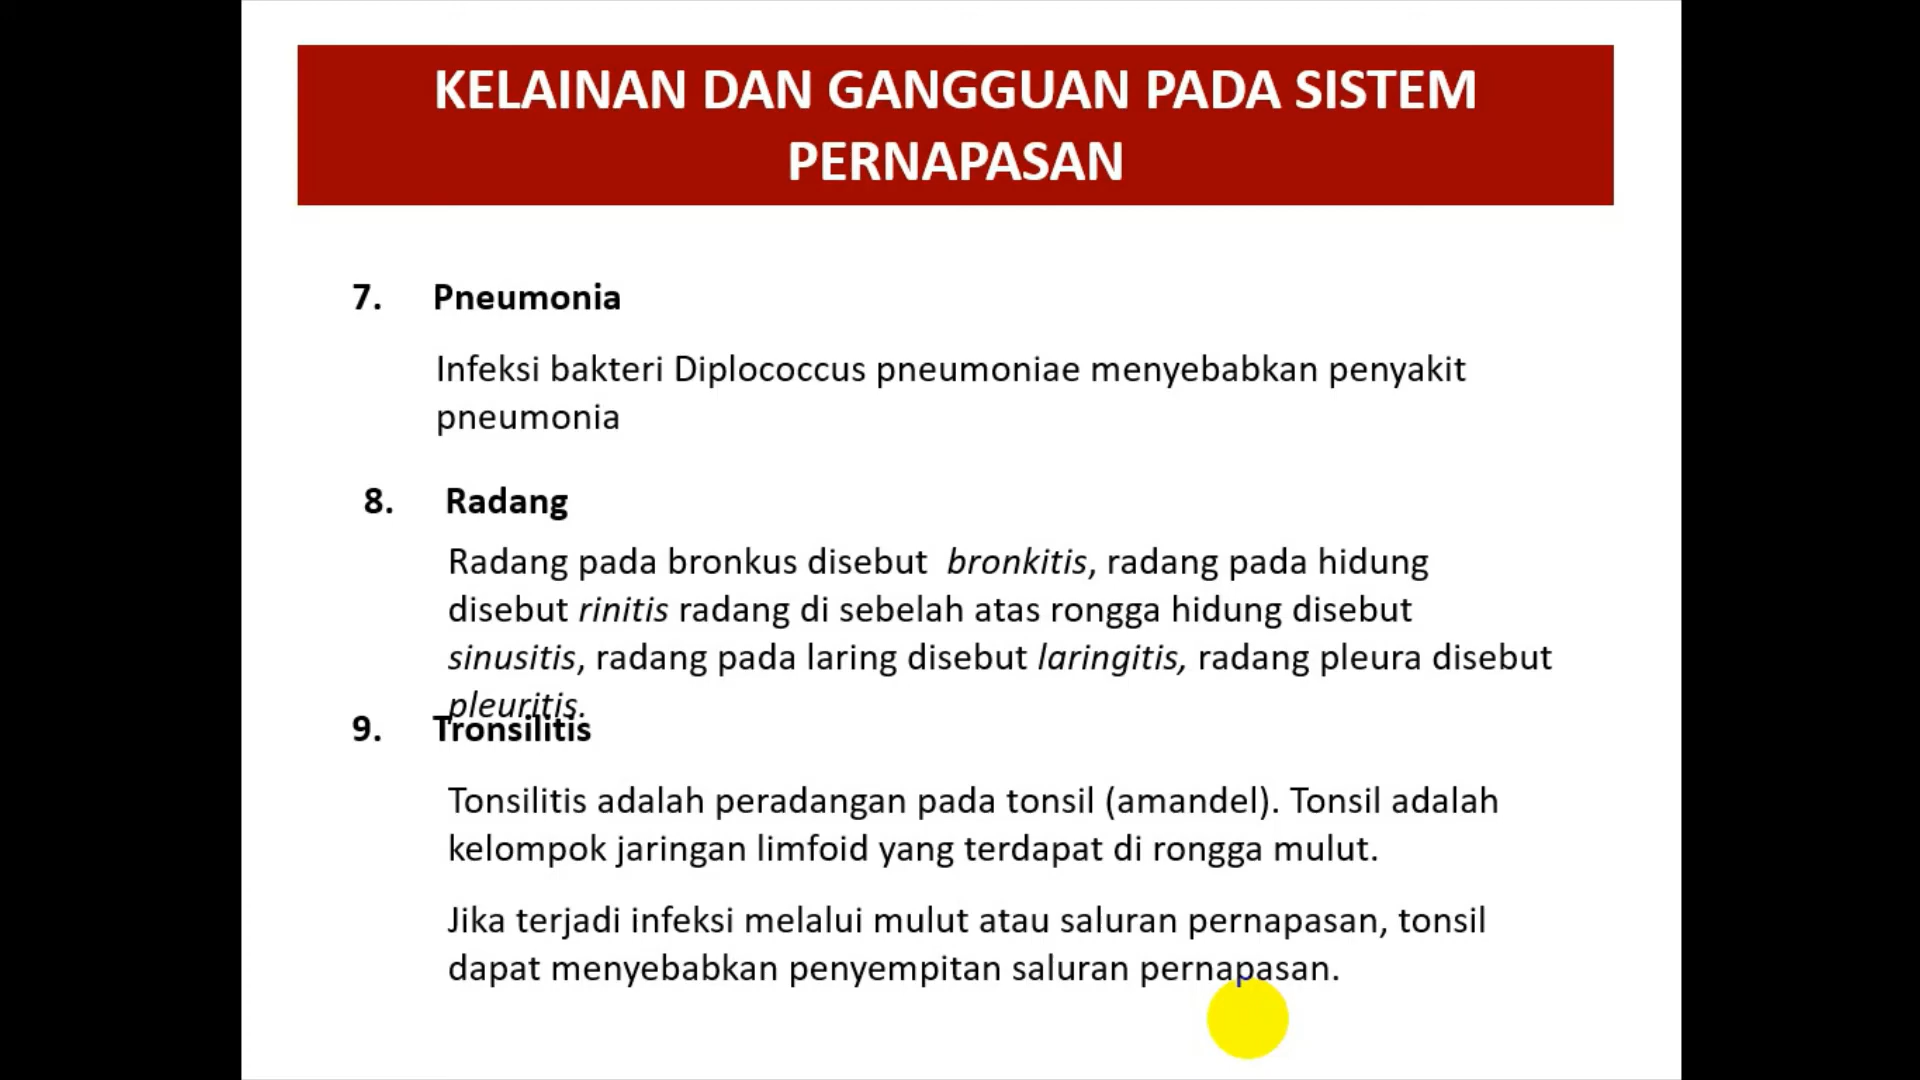 KELAINAN DAN GANGGUAN PADA SISTEM
PERNAPASAN
7. Pneumonia
Infeksi bakteri Diplococcus pneumoniae menyebabkan penyakit
pneumonia
8. Radang
Radang pada bronkus disebut bronkitis, radang pada hidung
disebut rinitis radang di sebelah atas rongga hidung disebut
sinusitis, radang pada laring disebut laringitis, radang pleura disebut
pleuritis.
9. Tronsilitis
Tonsilitis adalah peradangan pada tonsil (amandel). Tonsil adalah
kelompok jaringan limfoid yang terdapat di rongga mulut.
Jika terjadi infeksi melalui mulut atau saluran pernapasan, tonsil
dapat menyebabkan penyempitan saluran pernapasan.